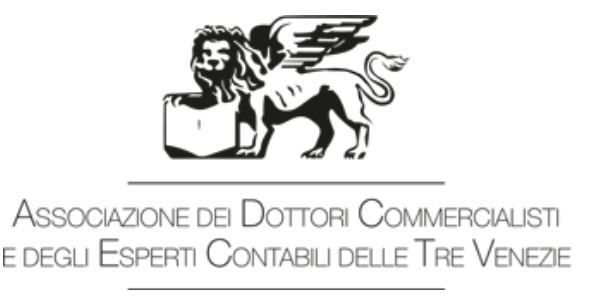 Associazione dei Dottori Commercialisti
e degli Esperti Contabili delle Tre Venezie